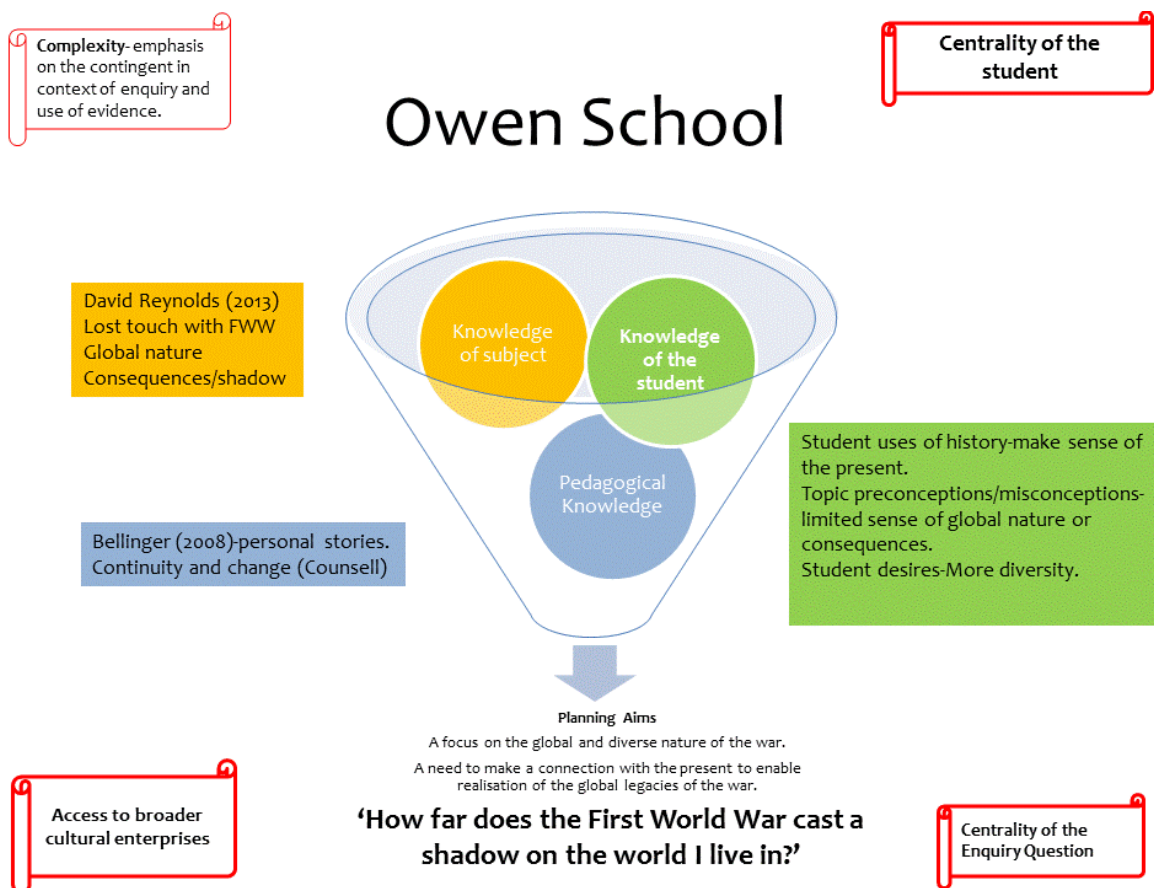 Complexity- emphasis
on the contingent in
context of enquiry and
use of evidence.
Centrality of the
student
Owen School
David Reynolds (2013)
Lost touch with FWW
Global nature
Consequences/shadow
Knowledge
of subject
Knowledge
of the
student
Pedagogical
Knowledge
Bellinger (2008)-personal stories.
Continuity and change (Counsell)
Student uses of history-make sense of
the present.
Topic preconceptions/misconceptions-
limited sense of global nature or
consequences.
Student desires-More diversity.
Planning Aims
A focus on the global and diverse nature of the war.
A need to make a connection with the present to enable
realisation of the global legacies of the war.
‘How far does the First World War cast a
shadow on the world I live in?’
Access to broader
cultural enterprises
Centrality of the
Enquiry Question